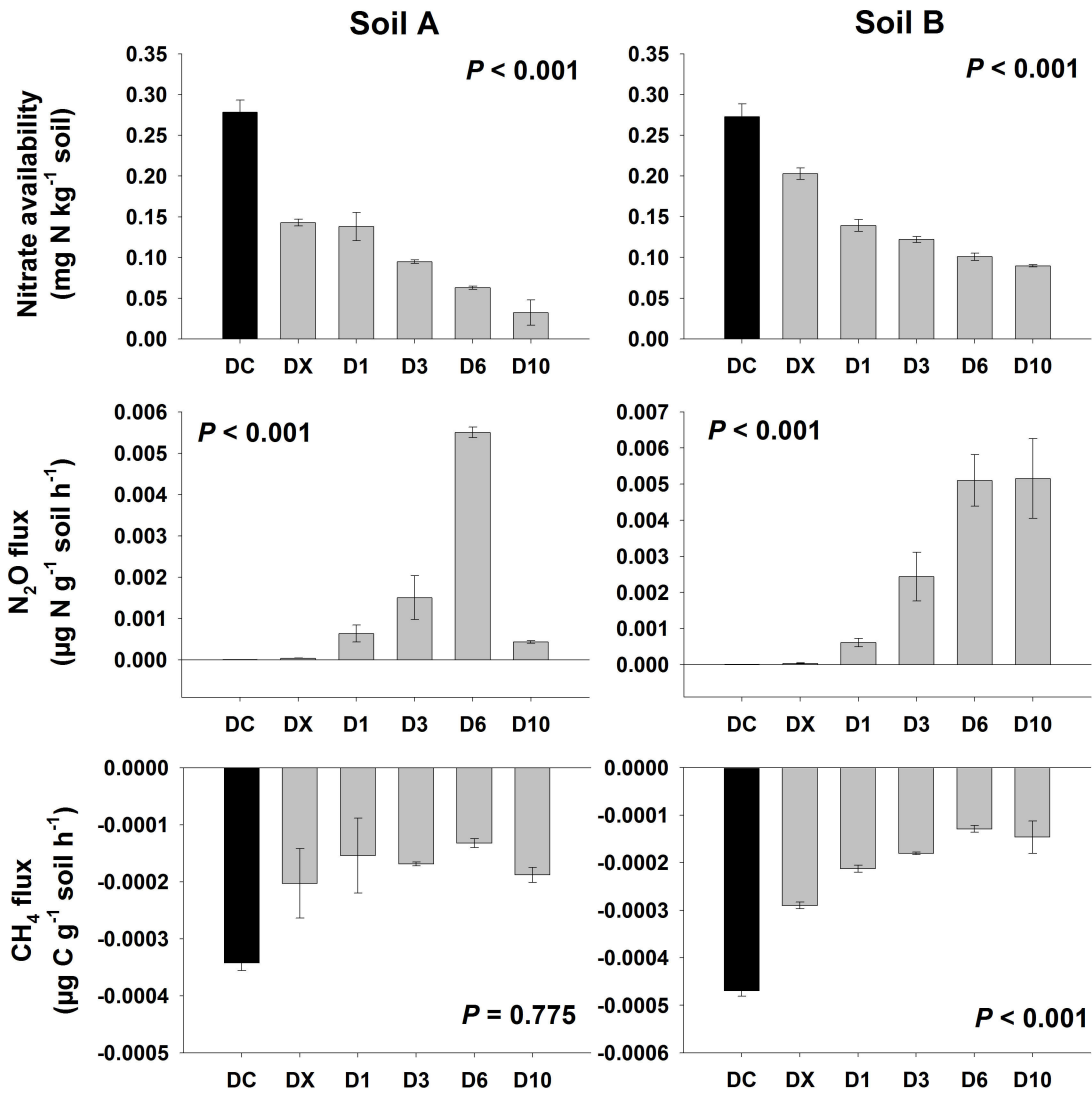 Soil A
Soil B
Nitrate availability
(mg N kg⁻¹ soil)
0.35
0.30
0.25
0.20
0.15
0.10
0.05
0.00
P < 0.001
DC DX D1 D3 D6 D10
0.35
0.30
0.25
0.20
0.15
0.10
0.05
0.00
P < 0.001
DC DX D1 D3 D6 D10
N₂O flux
(µg N g⁻¹ soil h⁻¹)
0.006
0.005
0.004
0.003
0.002
0.001
0.000
P < 0.001
DC DX D1 D3 D6 D10
0.007
0.006
0.005
0.004
0.003
0.002
0.001
0.000
P < 0.001
DC DX D1 D3 D6 D10
CH₄ flux
(µg C g⁻¹ soil h⁻¹)
0.0000
-0.0001
-0.0002
-0.0003
-0.0004
-0.0005
P = 0.775
DC DX D1 D3 D6 D10
0.0000
-0.0001
-0.0002
-0.0003
-0.0004
-0.0005
-0.0006
P < 0.001
DC DX D1 D3 D6 D10